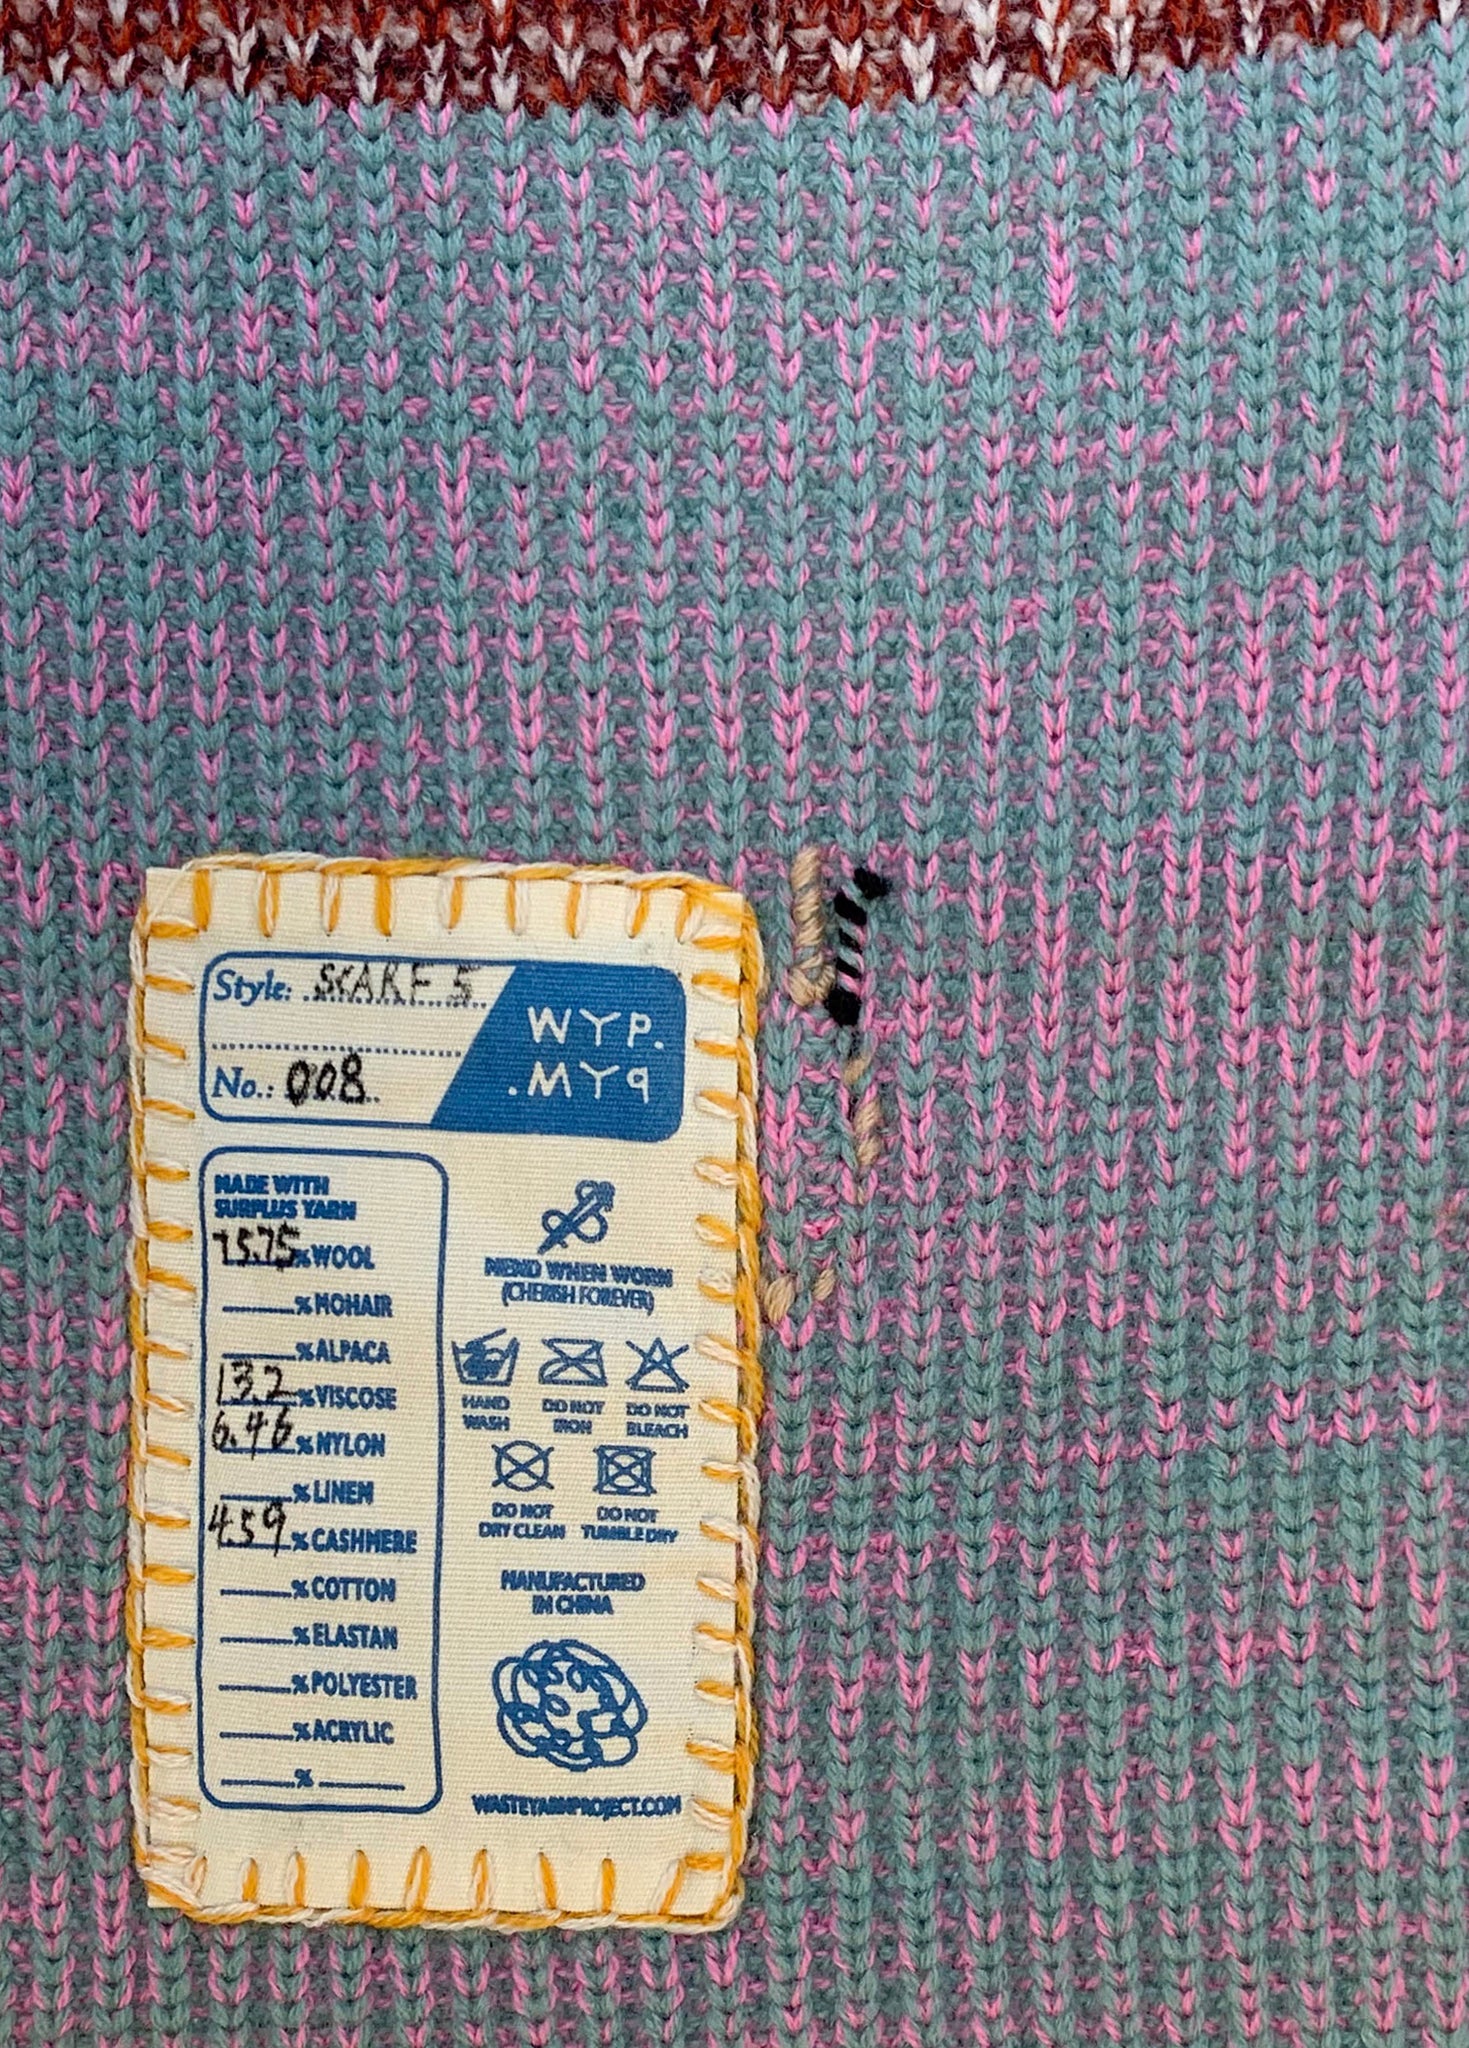 Style: SCARF 5
No.: 008
WYP.
.MY9
MADE WITH
SURPLUS YARN
75.75% WOOL
% MOHAIR
% ALPACA
13.2% VISCOSE
6.46% NYLON
% LINEN
4.59% CASHMERE
% COTTON
% ELASTAN
% POLYESTER
% ACRYLIC
%
MEND WHEN WORN
(CHERISH FOREVER)
HAND
WASH
DO NOT
IRON
DO NOT
BLEACH
DO NOT
DRY CLEAN
DO NOT
TUMBLE DRY
MANUFACTURED
IN CHINA
WASTEYARNPROJECT.COM